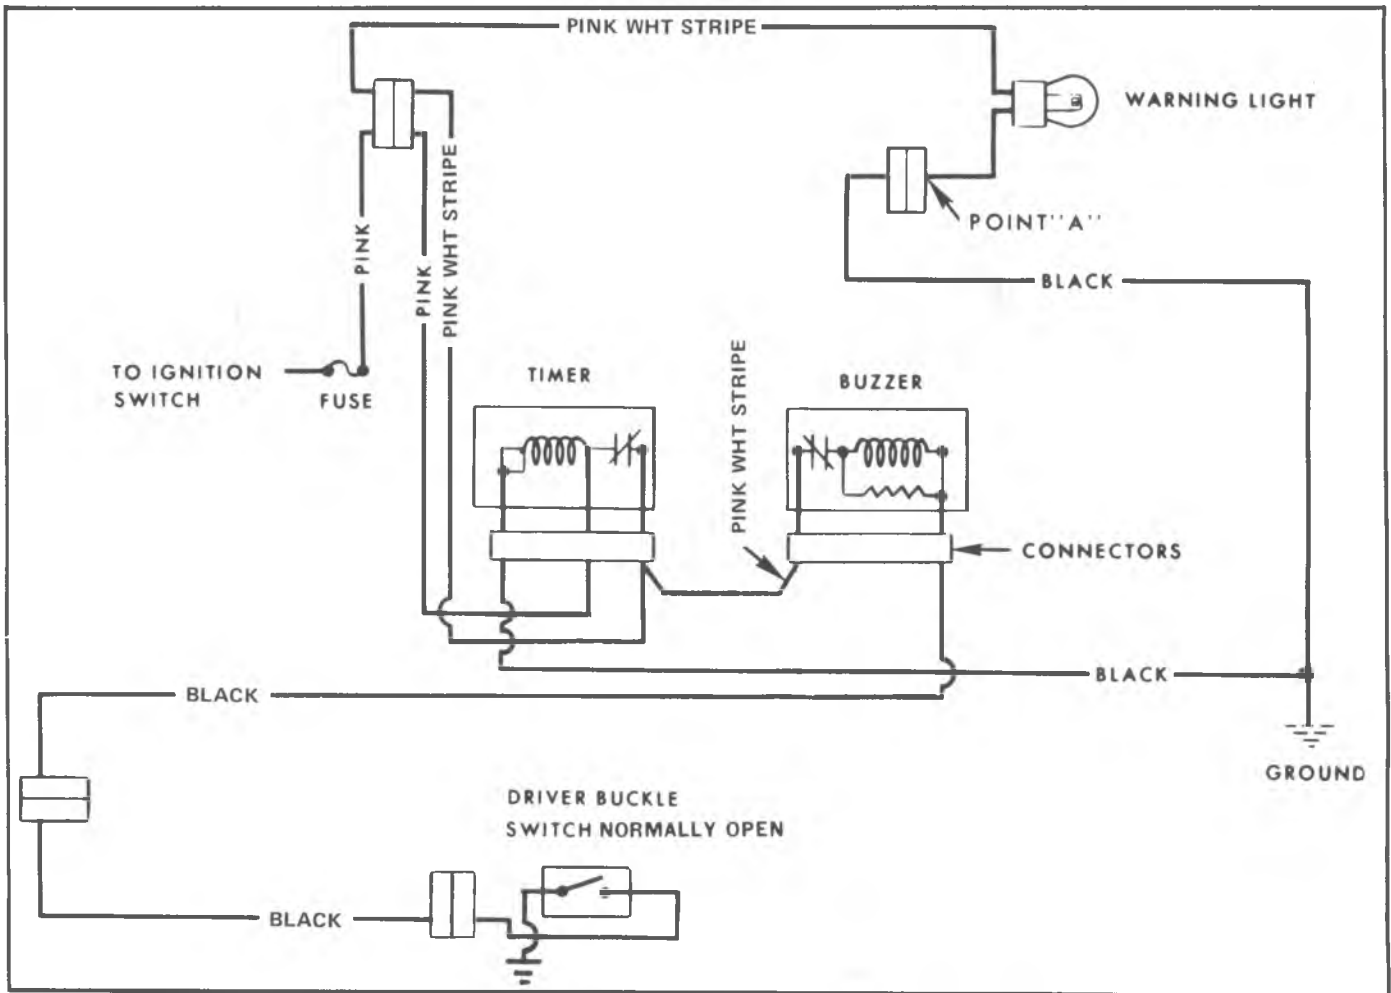 PINK WHT STRIPE
WARNING LIGHT
POINT"A"
BLACK
PINK
PINK
PINK WHT STRIPE
TO IGNITION
SWITCH
FUSE
TIMER
PINK WHT STRIPE
BUZZER
CONNECTORS
BLACK
BLACK
GROUND
DRIVER BUCKLE
SWITCH NORMALLY OPEN
BLACK